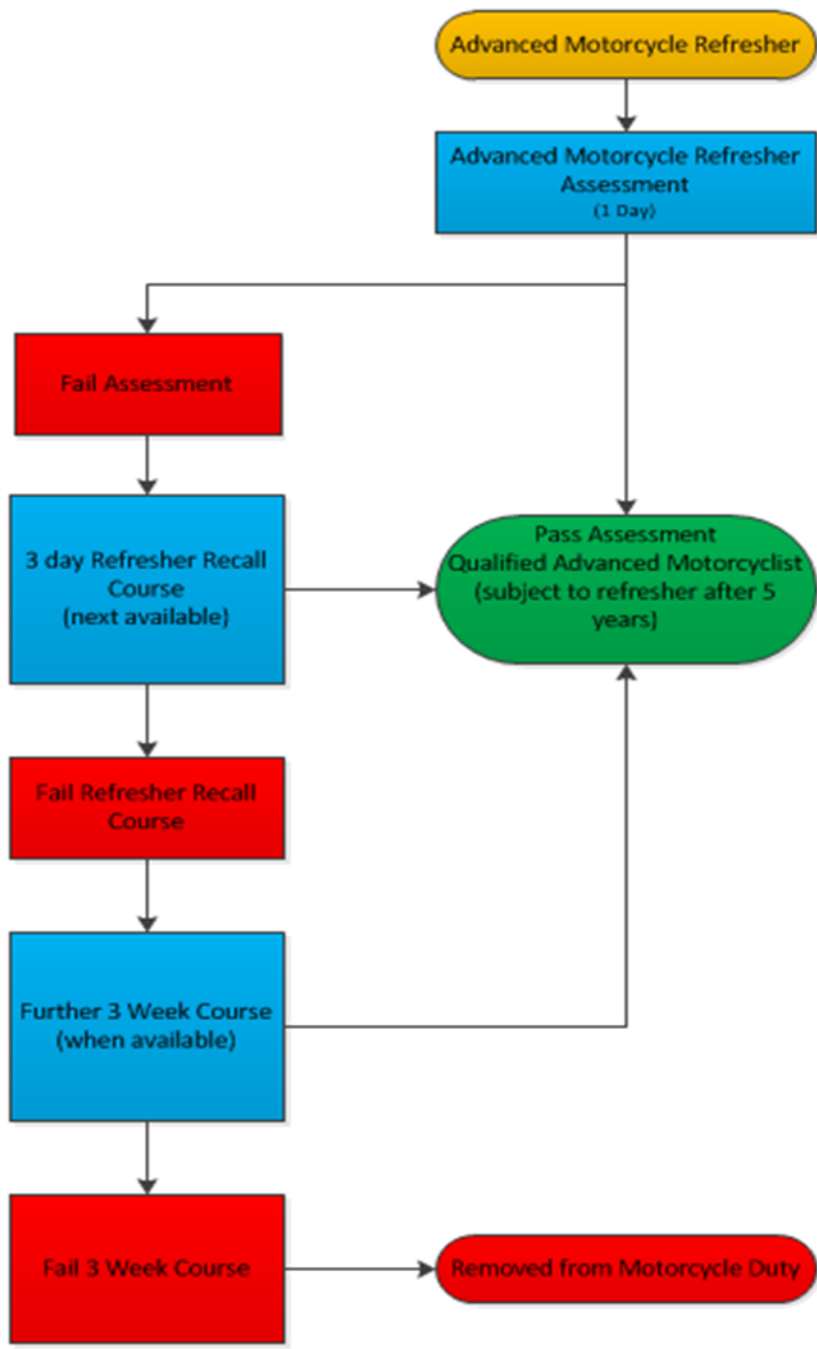 Advanced Motorcycle Refresher
Advanced Motorcycle Refresher
Assessment
(1 Day)
Fail Assessment
3 day Refresher Recall
Course
(next available)
Pass Assessment
Qualified Advanced Motorcyclist
(subject to refresher after 5
years)
Fail Refresher Recall
Course
Further 3 Week Course
(when available)
Fail 3 Week Course
Removed from Motorcycle Duty